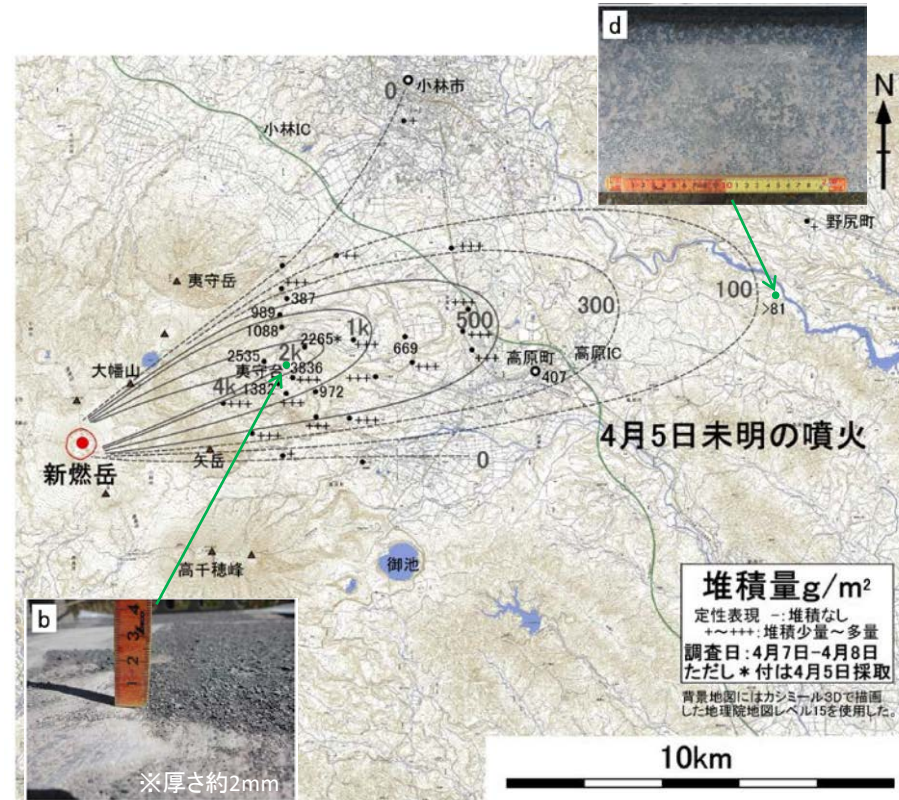 d
N
0
小林市
+
小林IC
野尻町
+
夷守岳
++
+++
+++
387
989
1088
2265*
1k
+++
+++
500
+++
+++
300
100
>81
669
+++
高原町
407
高原IC
大幡山
2535
2k
夷守台
3836
+++
+++
1382
972
4k
+++
+++
+++
+++
新燃岳
矢岳
+
0
4月5日未明の噴火
高千穂峰
御池
堆積量g/m²
定性表現 -:堆積なし
+~+++:堆積少量~多量
調査日:4月7日-4月8日
ただし*付は4月5日採取
背景地図にはカシミール3Dで描画
した地理院地図レベル15を使用した。
b
1 2 3 4
※厚さ約2mm
10km